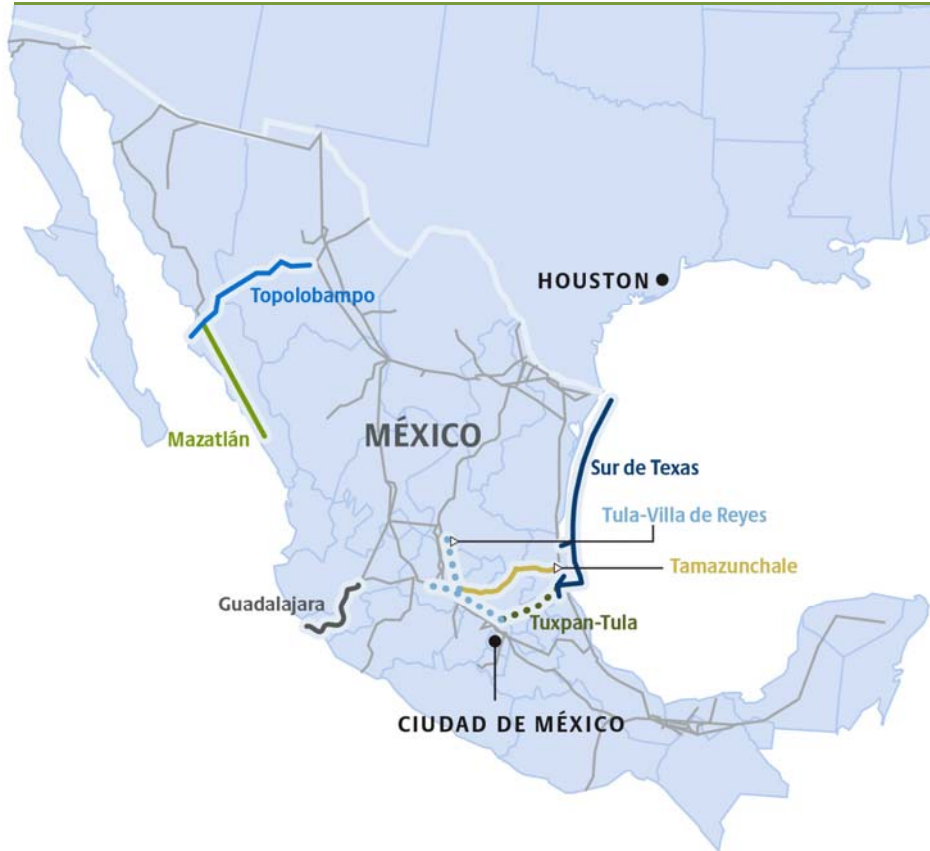 HOUSTON
Topolobampo
MÉXICO
Mazatlán
Sur de Texas
Tula-Villa de Reyes
Tamazunchale
Guadalajara
Tuxpan-Tula
CIUDAD DE MÉXICO